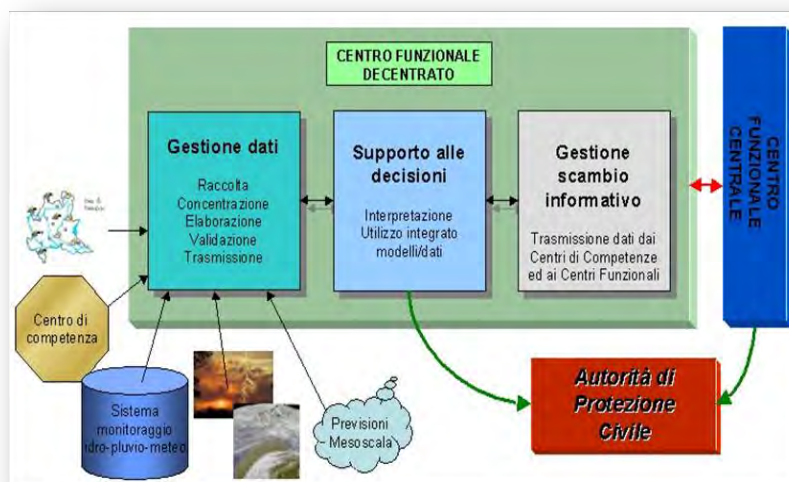 CENTRO FUNZIONALE
DECENTRATO
Gestione dati
Raccolta
Concentrazione
Elaborazione
Validazione
Trasmissione
Supporto alle
decisioni
Interpretazione
Utilizzo integrato
modelli/dati
Gestione
scambio
informativo
Trasmissione dati dai
Centri di Competenze
ed ai Centri Funzionali
CENTRO
FUNZIONALE
CENTRALE
Centro di
competenza
Sistema
monitoraggio
idro-pluvio-meteo
Previsioni
- Mesoscala
Autorità di
Protezione
Civile